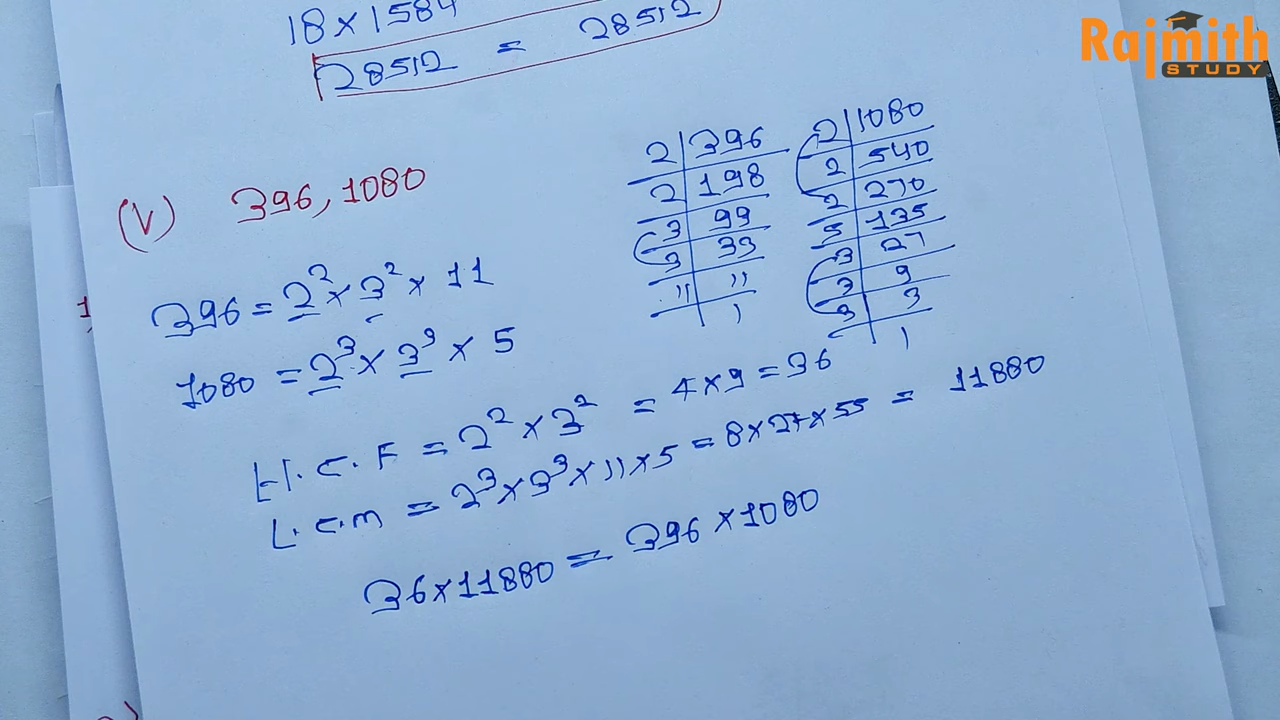 18 × 1584
28512 = 28512
Rajmith
STUDY
(V) 396, 1080
2 | 396
2 | 198
3 | 99
3 | 33
11 | 11
1
2 | 1080
2 | 540
2 | 270
5 | 135
3 | 27
3 | 9
3 | 3
1
396 = 2² × 3² × 11
1080 = 2³ × 3³ × 5
H.C.F = 2² × 3² = 4×9 = 36
L.C.M = 2³ × 3³ × 11 × 5 = 8×27×55 = 11880
36×11880 = 396 × 1080